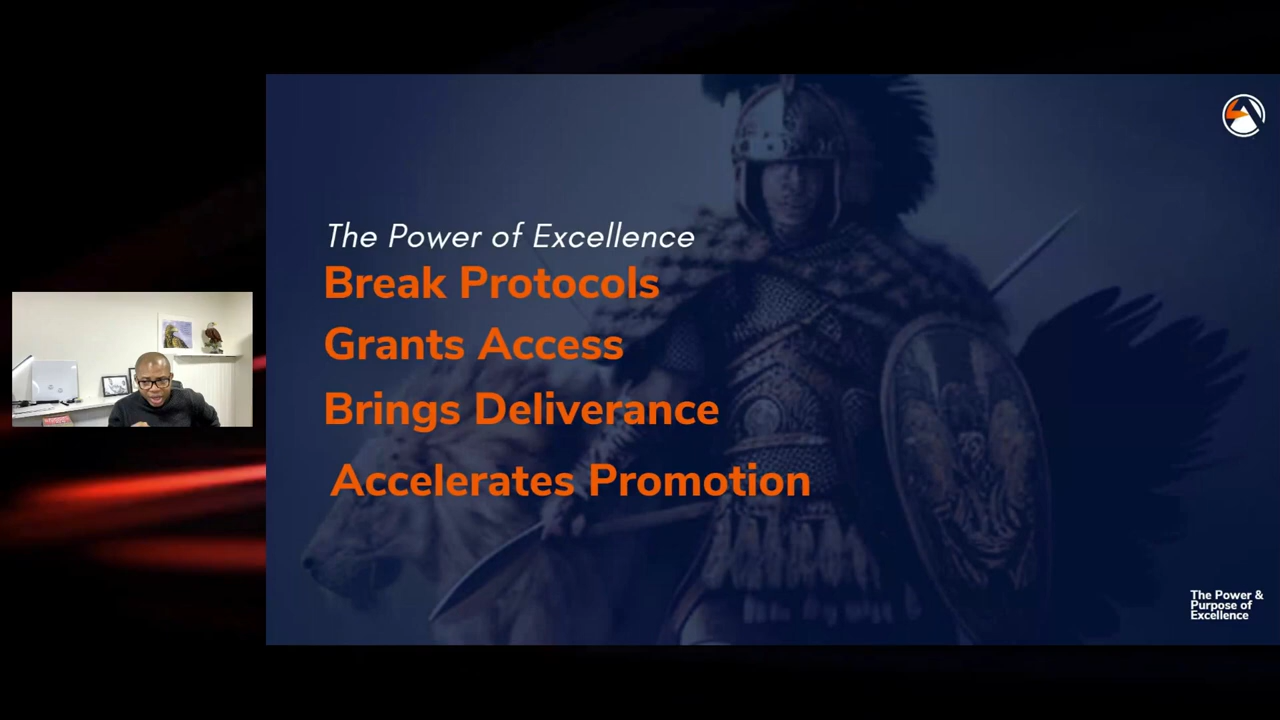 The Power of Excellence
Break Protocols
Grants Access
Brings Deliverance
Accelerates Promotion
The Power &
Purpose of
Excellence